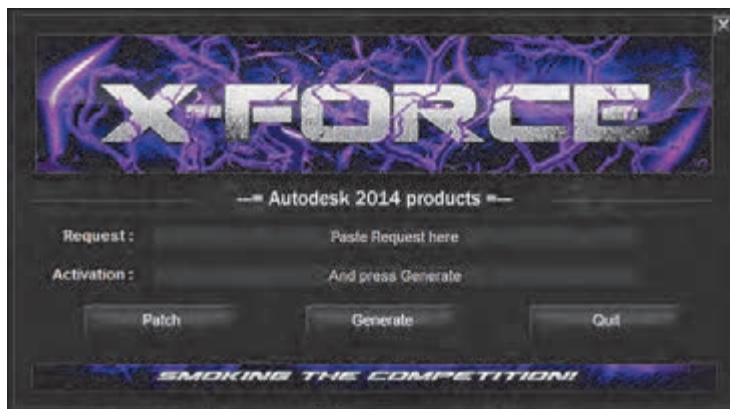 X-FORCE
---= Autodesk 2014 products =---
Request : Paste Request here
Activation : And press Generate
Patch Generate Quit
SMOKING THE COMPETITION!